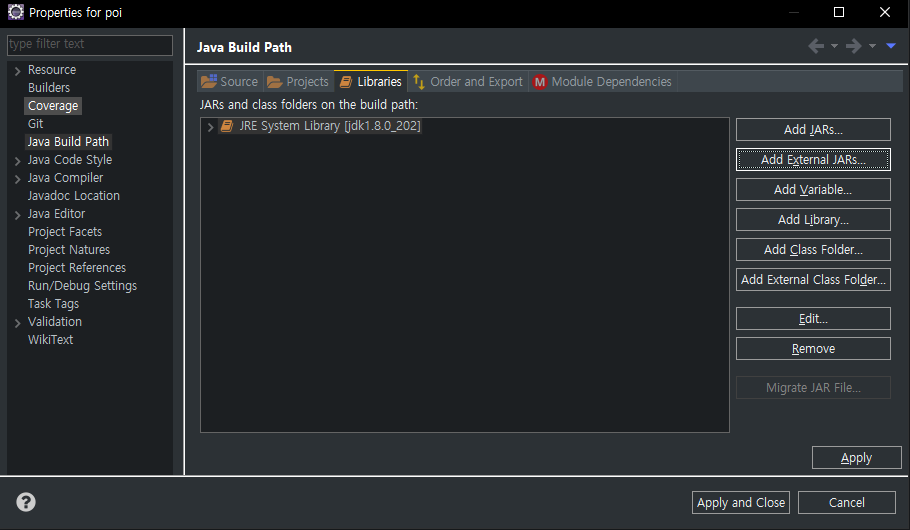 Properties for poi
type filter text
Java Build Path
Resource
Builders
Coverage
Git
Java Build Path
Java Code Style
Java Compiler
Javadoc Location
Java Editor
Project Facets
Project Natures
Project References
Run/Debug Settings
Task Tags
Validation
WikiText
Source Projects Libraries Order and Export M Module Dependencies
JARs and class folders on the build path:
JRE System Library [jdk1.8.0_202]
Add JARs...
Add External JARs...
Add Variable...
Add Library...
Add Class Folder...
Add External Class Folder...
Edit...
Remove
Migrate JAR File...
Apply
?
Apply and Close
Cancel